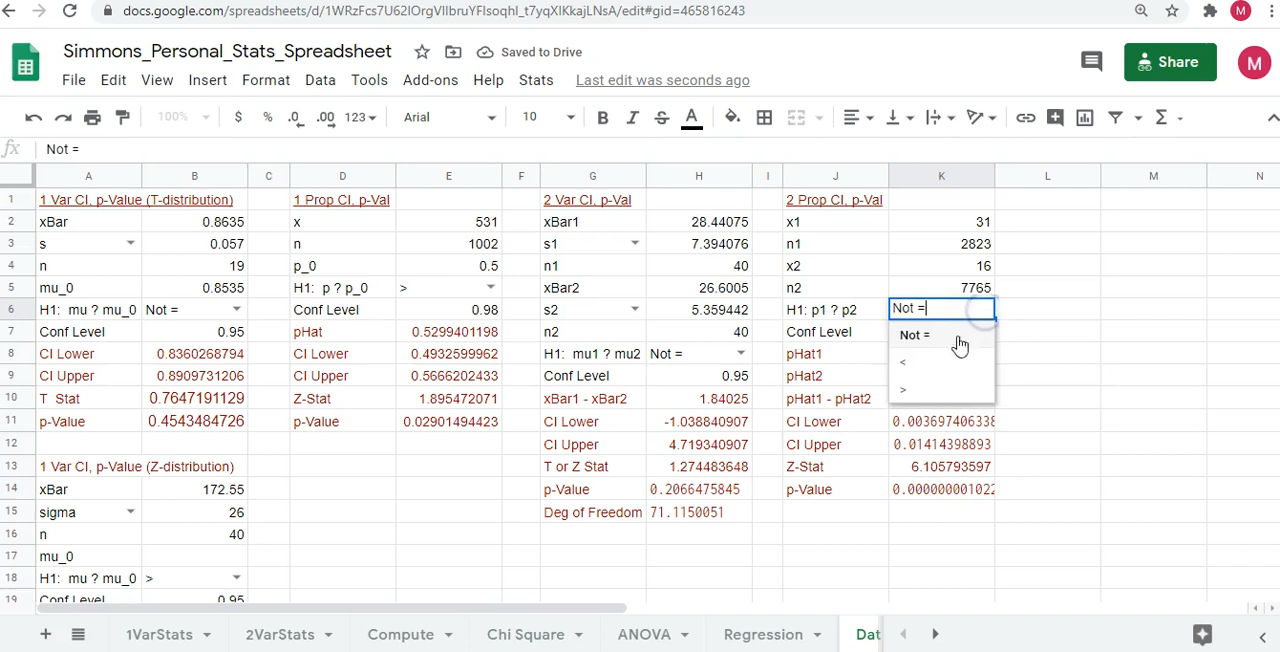 docs.google.com/spreadsheets/d/1WRzFcs7U62IOrgVIlbruYFlsoqhI_t7yqXIKkajLNsA/edit#gid=465816243
M
Simmons_Personal_Stats_Spreadsheet
Saved to Drive
File Edit View Insert Format Data Tools Add-ons Help Stats Last edit was seconds ago
Share
M
100% $ % .0 .00 123 Arial 10 B I S A
fx Not =
A B C D E F G H I J K L M N
1 1 Var CI, p-Value (T-distribution) 1 Prop CI, p-Val 2 Var CI, p-Val 2 Prop CI, p-Val
2 xBar 0.8635 x 531 xBar1 28.44075 x1 31
3 s 0.057 n 1002 s1 7.394076 n1 2823
4 n 19 p_0 0.5 n1 40 x2 16
5 mu_0 0.8535 H1: p ? p_0 > xBar2 26.6005 n2 7765
6 H1: mu ? mu_0 Not = Conf Level 0.98 s2 5.359442 H1: p1 ? p2 Not =
7 Conf Level 0.95 pHat 0.5299401198 n2 40 Conf Level Not =
8 CI Lower 0.8360268794 CI Lower 0.4932599962 H1: mu1 ? mu2 Not = pHat1 <
9 CI Upper 0.8909731206 CI Upper 0.5666202433 Conf Level 0.95 pHat2 >
10 T Stat 0.7647191129 Z-Stat 1.895472071 xBar1 - xBar2 1.84025 pHat1 - pHat2
11 p-Value 0.4543484726 p-Value 0.02901494423 CI Lower -1.038840907 CI Lower 0.003697406338
12 CI Upper 4.719340907 CI Upper 0.01414398893
13 1 Var CI, p-Value (Z-distribution) T or Z Stat 1.274483648 Z-Stat 6.105793597
14 xBar 172.55 p-Value 0.2066475845 p-Value 0.000000001022
15 sigma 26 Deg of Freedom 71.1150051
16 n 40
17 mu_0
18 H1: mu ? mu_0 >
19 Conf Level 0.95
1VarStats 2VarStats Compute Chi Square ANOVA Regression Dat